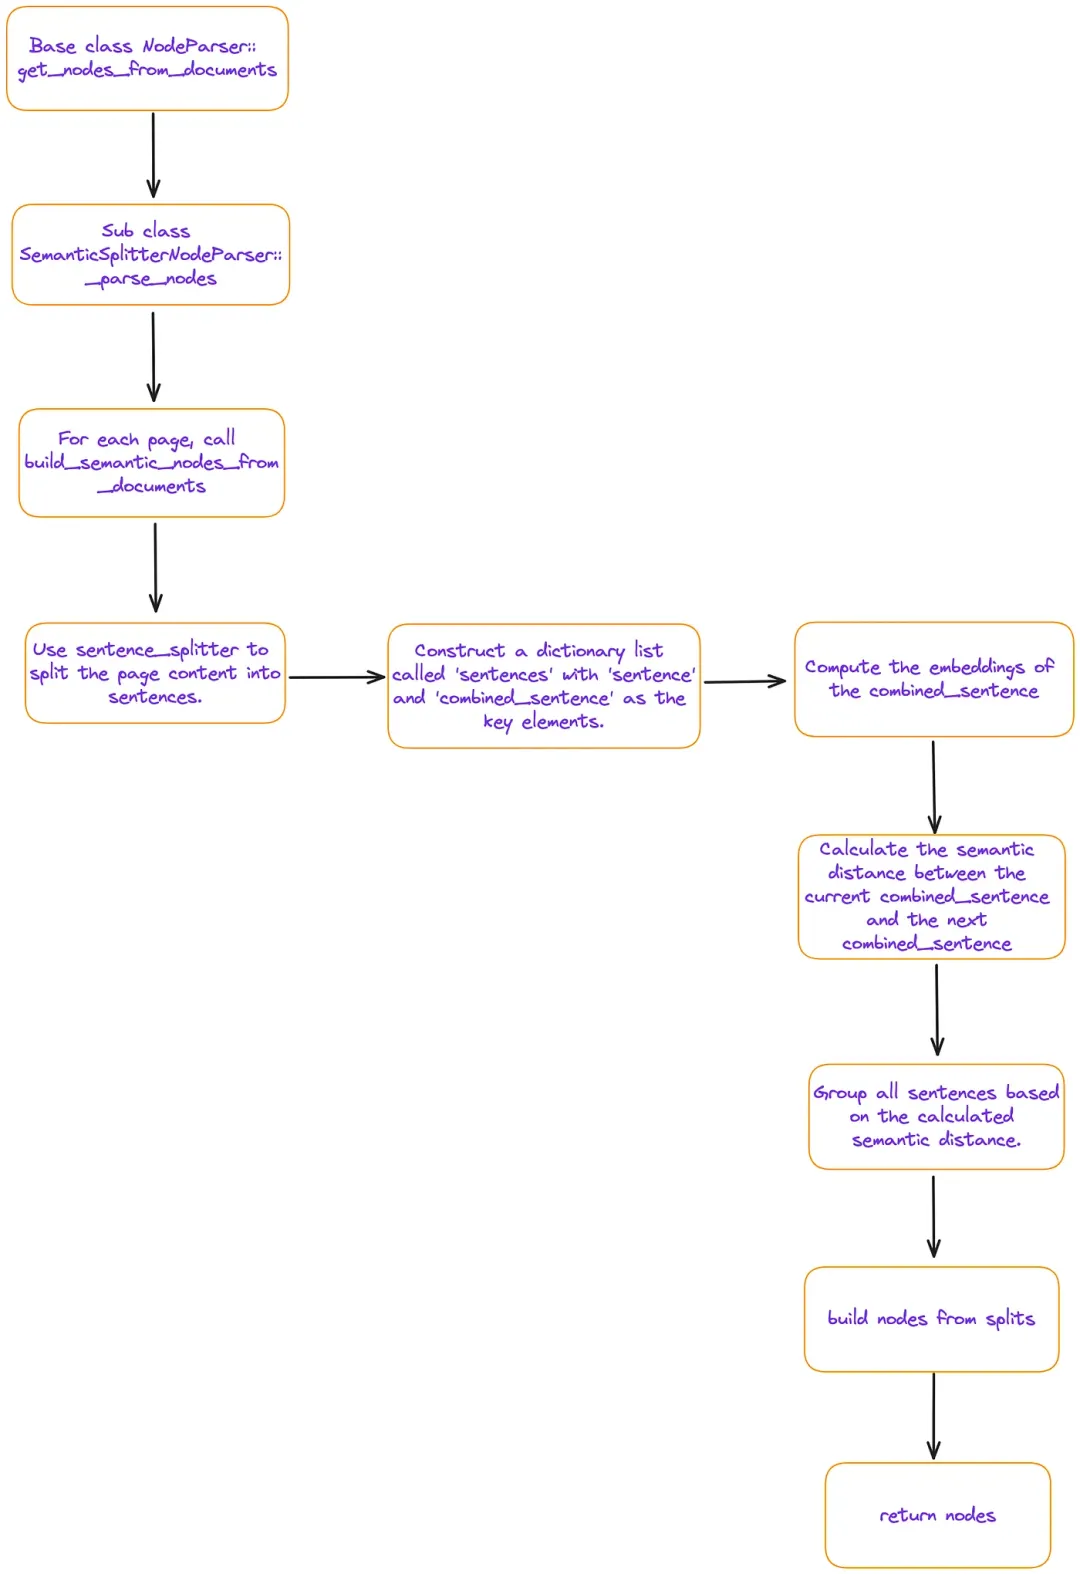 Base class NodeParser::
get_nodes_from_documents
Sub class
SemanticSplitterNodeParser::
_parse_nodes
For each page, call
build_semantic_nodes_from
_documents
Use sentence_splitter to
split the page content into
sentences.
Construct a dictionary list
called 'sentences' with 'sentence'
and 'combined_sentence' as the
key elements.
Compute the embeddings of
the combined_sentence
Calculate the semantic
distance between the
current combined_sentence
and the next
combined_sentence
Group all sentences based
on the calculated
semantic distance.
build nodes from splits
return nodes